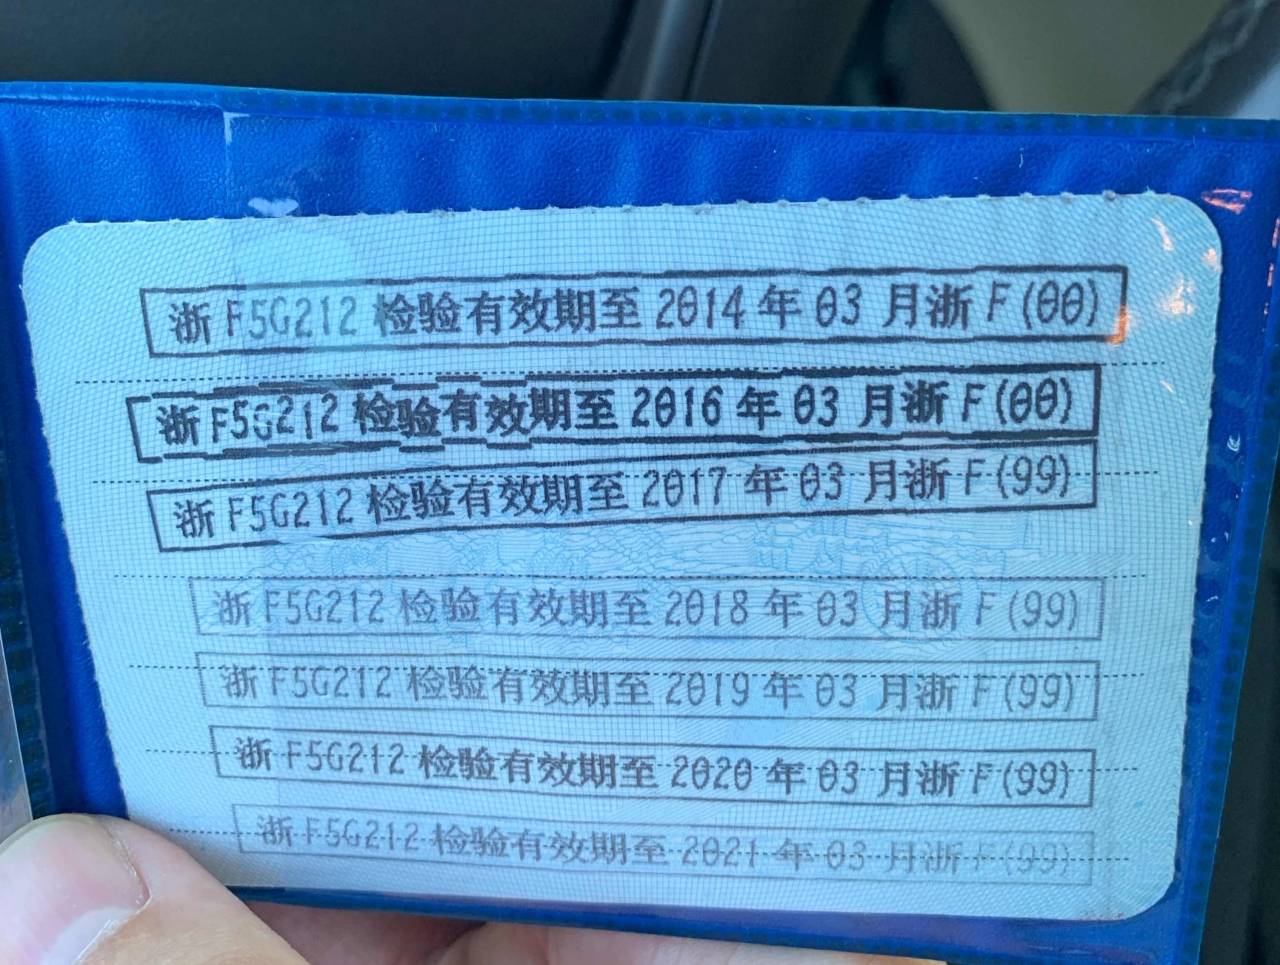 浙 F5G212 检验有效期至 2014 年 03 月浙 F(00)
浙 F5G212 检验有效期至 2016 年 03 月浙 F(00)
浙 F5G212 检验有效期至 2017 年 03 月浙 F(99)
浙 F5G212 检验有效期至 2018 年 03 月浙 F(99)
浙 F5G212 检验有效期至 2019 年 03 月浙 F(99)
浙 F5G212 检验有效期至 2020 年 03 月浙 F(99)
浙 F5G212 检验有效期至 2021 年 03 月浙 F(99)